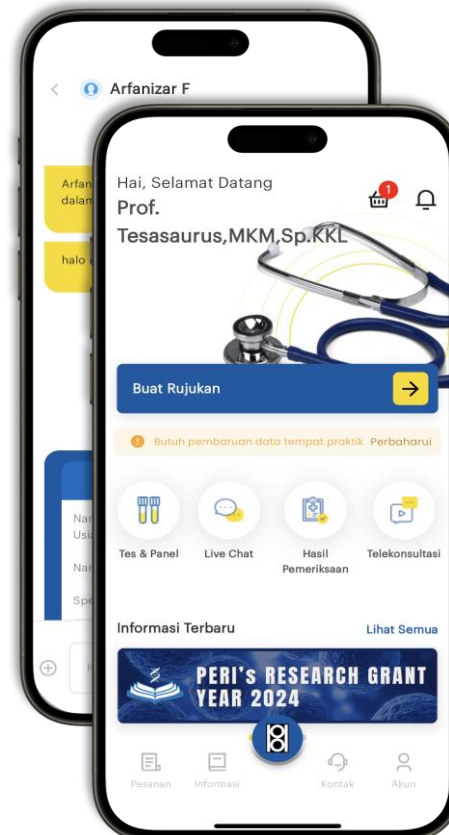 Arfanizar F
dalam
halo
Hai, Selamat Datang
1
Prof.
Tesasaurus,MKM,Sp.KKL
Buat Rujukan
Butuh pembaruan data tempat praktik Perbaharui
Tes & Panel
Live Chat
Hasil
Pemeriksaan
Telekonsultasi
Informasi Terbaru
Lihat Semua
PERI's RESEARCH GRANT
YEAR 2024
Pesanan
Informasi
Kontak
Akun